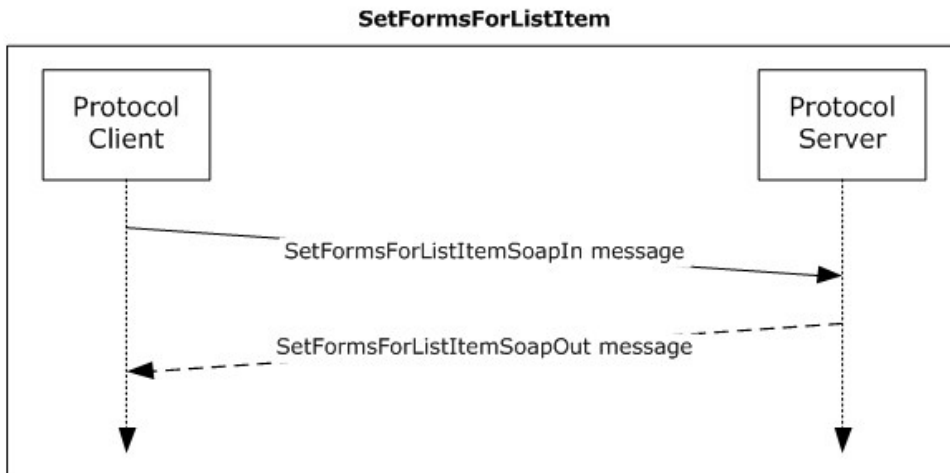 SetFormsForListItem
Protocol
Client
Protocol
Server
SetFormsForListItemSoapIn message
SetFormsForListItemSoapOut message